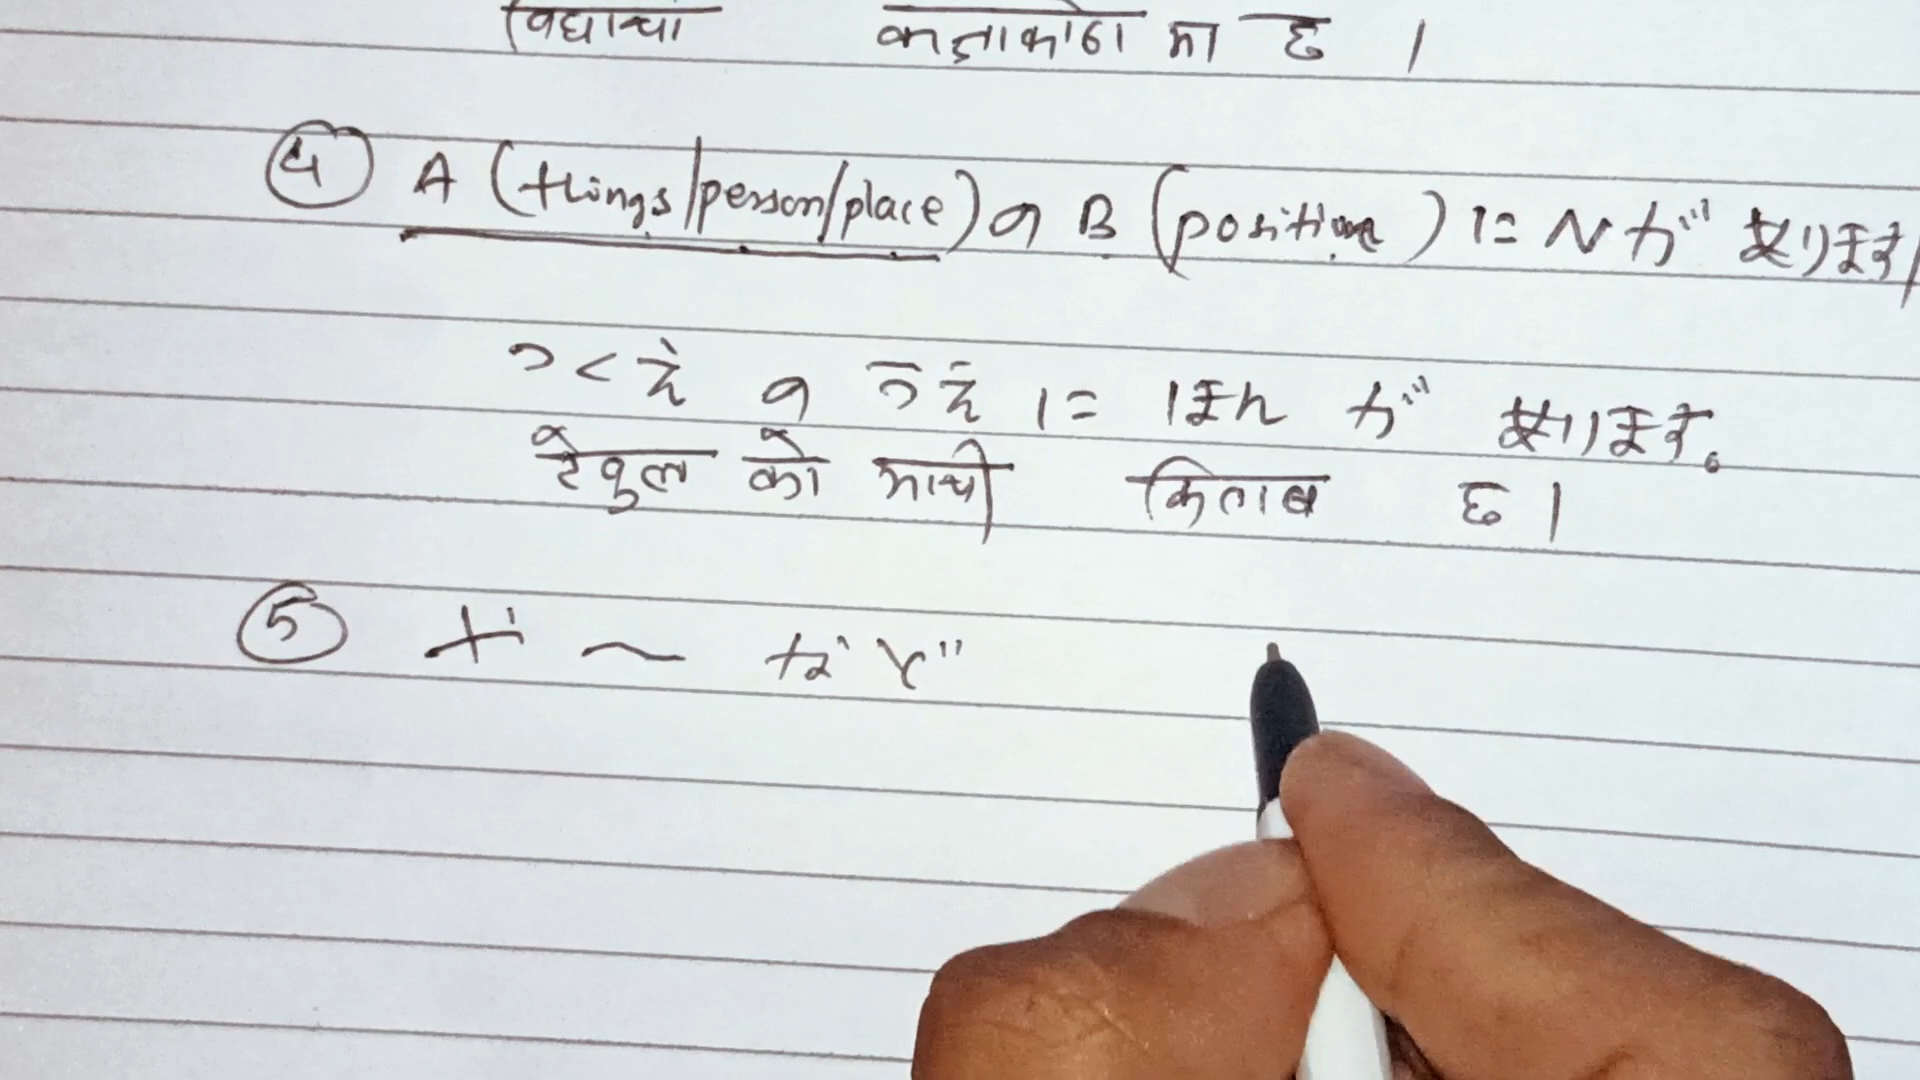 विद्यार्थी कक्षाकोठा मा छ ।
④ A (things/person/place) の B (position) に N が あります
つくえ の うえ に ほん が あります。
टेबुल को माथी किताब छ ।
⑤ や ~ など